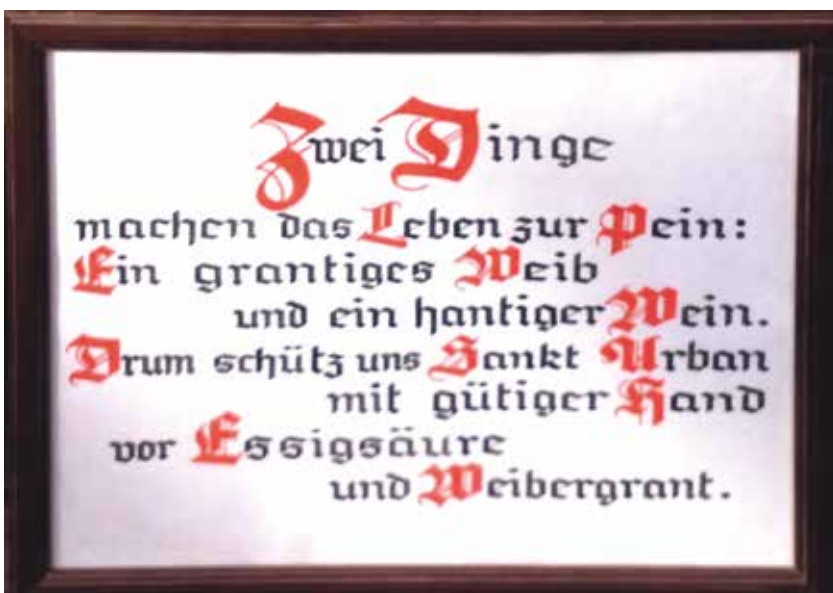 Zwei Dinge
machen das Leben zur Pein:
Ein grantiges Weib
und ein hantiger Wein.
Drum schütz uns Sankt Urban
mit gütiger Hand
vor Essigsäure
und Weibergrant.